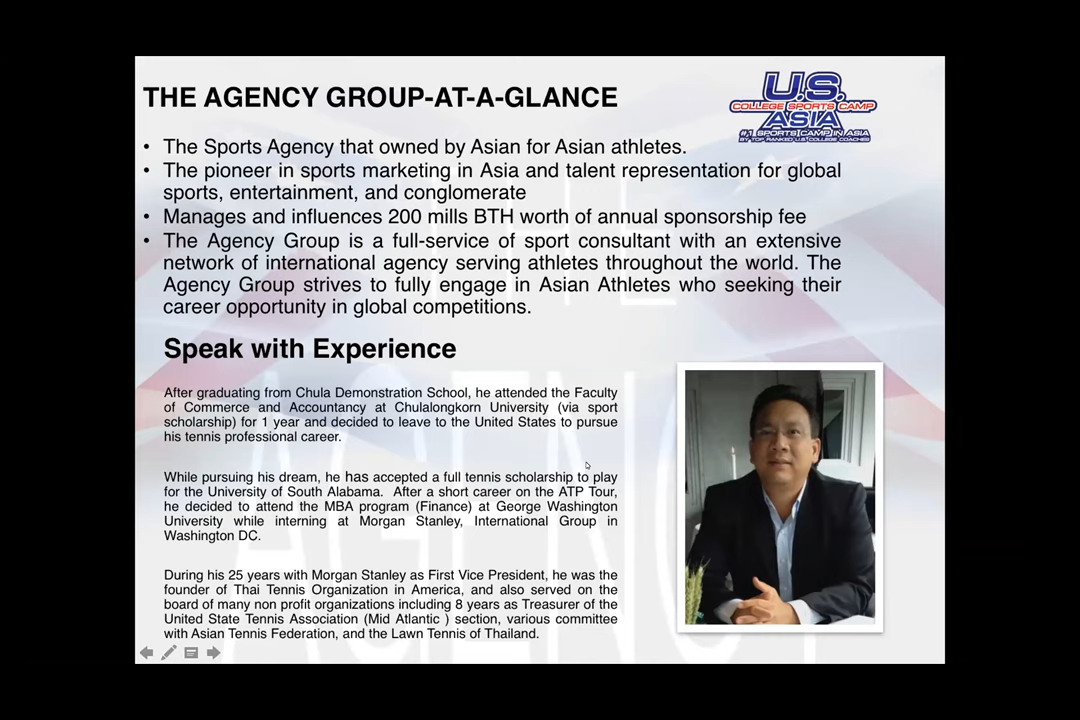 THE AGENCY GROUP-AT-A-GLANCE
U.S.
COLLEGE SPORTS CAMP
ASIA
#1 SPORTS CAMP IN ASIA
BY TOP RANKED U.S. COLLEGE COACHES
• The Sports Agency that owned by Asian for Asian athletes.
• The pioneer in sports marketing in Asia and talent representation for global
sports, entertainment, and conglomerate
• Manages and influences 200 mills BTH worth of annual sponsorship fee
• The Agency Group is a full-service of sport consultant with an extensive
network of international agency serving athletes throughout the world. The
Agency Group strives to fully engage in Asian Athletes who seeking their
career opportunity in global competitions.
Speak with Experience
After graduating from Chula Demonstration School, he attended the Faculty
of Commerce and Accountancy at Chulalongkorn University (via sport
scholarship) for 1 year and decided to leave to the United States to pursue
his tennis professional career.
While pursuing his dream, he has accepted a full tennis scholarship to play
for the University of South Alabama. After a short career on the ATP Tour,
he decided to attend the MBA program (Finance) at George Washington
University while interning at Morgan Stanley, International Group in
Washington DC.
During his 25 years with Morgan Stanley as First Vice President, he was the
founder of Thai Tennis Organization in America, and also served on the
board of many non profit organizations including 8 years as Treasurer of the
United State Tennis Association (Mid Atlantic ) section, various committee
with Asian Tennis Federation, and the Lawn Tennis of Thailand.
THE
AGENCY